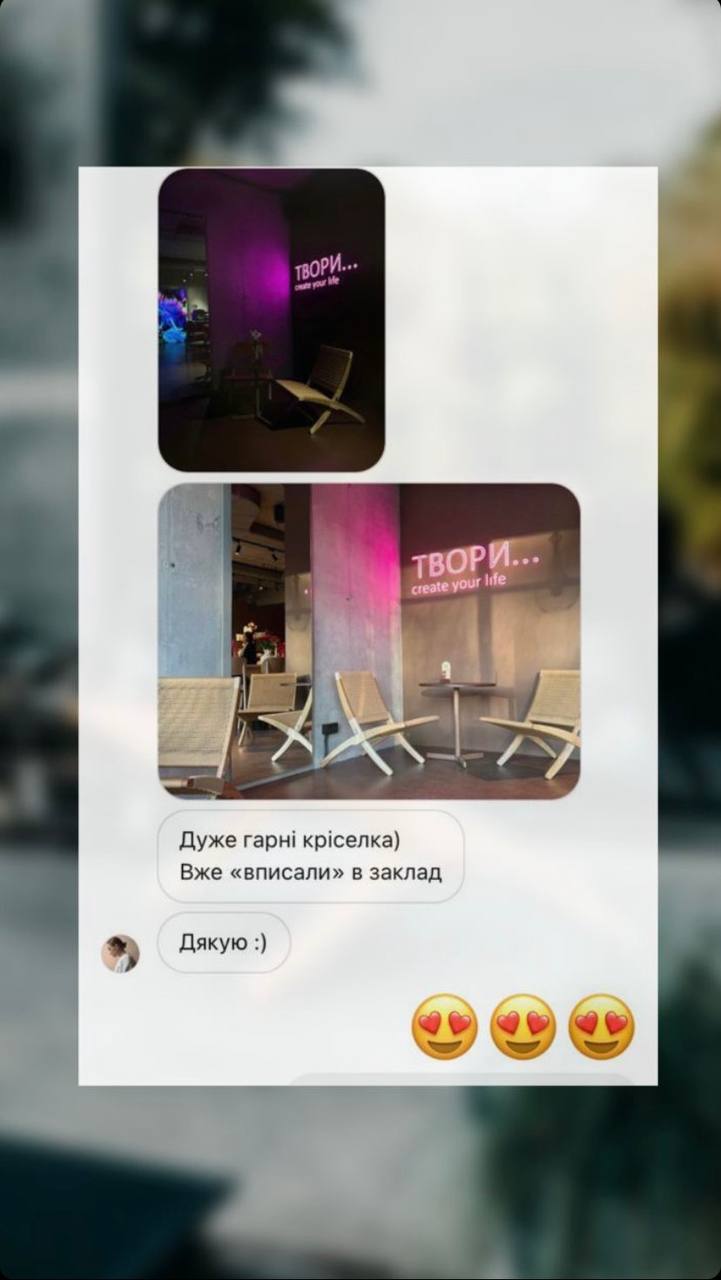 ТВОРИ...
create your life
ТВОРИ...
create your life
Дуже гарні кріселка)
Вже «вписали» в заклад
Дякую :)